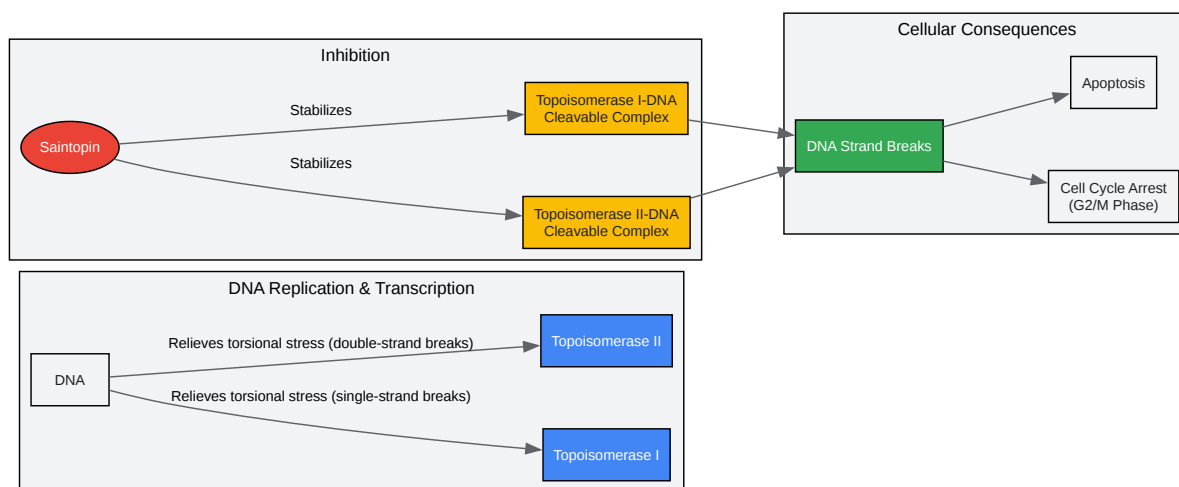 Inhibition
Saintopin
Stabilizes
Stabilizes
Topoisomerase I-DNA
Cleavable Complex
Topoisomerase II-DNA
Cleavable Complex
Cellular Consequences
DNA Strand Breaks
Apoptosis
Cell Cycle Arrest
(G2/M Phase)
DNA Replication & Transcription
DNA
Relieves torsional stress (double-strand breaks)
Relieves torsional stress (single-strand breaks)
Topoisomerase II
Topoisomerase I